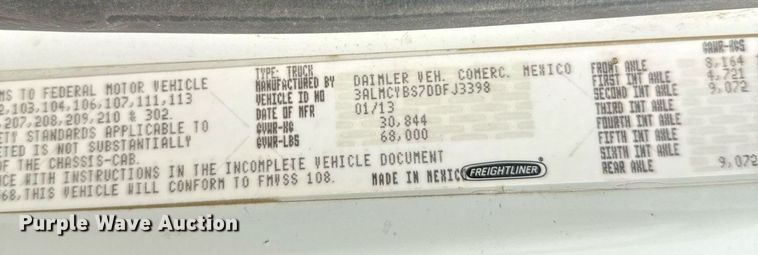 MS TO FEDERAL MOTOR VEHICLE
2,103,104,106,107,111,113
,207,208,209,210 & 302.
ETY STANDARDS APPLICABLE TO
ETED IS NOT SUBSTANTIALLY
OF THE CHASSIS-CAB.
NCE WITH INSTRUCTIONS IN THE INCOMPLETE VEHICLE DOCUMENT
68,THIS VEHICLE WILL CONFORM TO FMVSS 108.
TYPE: TRUCK
MANUFACTURED BY DAIMLER VEH. COMERC. MEXICO
VEHICLE ID NO 3ALMCYBS7DDFJ3398
DATE OF MFR 01/13
GVWR-KG 30,844
GVWR-LBS 68,000
MADE IN MEXICO
FREIGHTLINER
GAWR-KGS
FRONT AXLE 8,164
FIRST INT AXLE 4,721
SECOND INT AXLE 9,072
THIRD INT AXLE
FOURTH INT AXLE
FIFTH INT AXLE
SIXTH INT AXLE
REAR AXLE 9,072
Purple Wave Auction